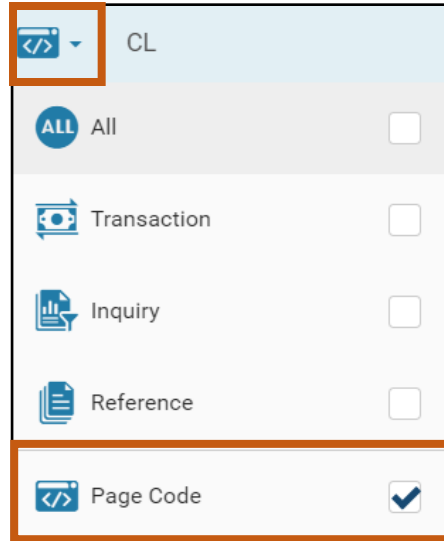 </> CL
ALL All
Transaction
Inquiry
Reference
</> Page Code